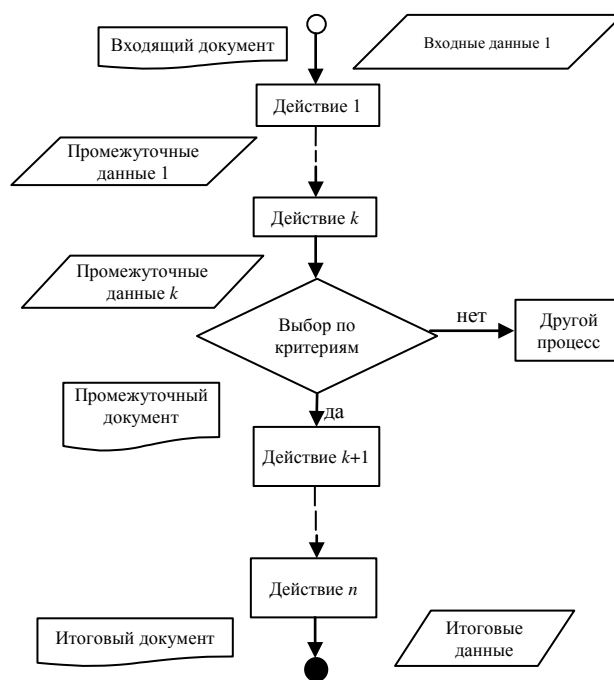 Входящий документ
Входные данные 1
Действие 1
Промежуточные
данные 1
Действие k
Промежуточные
данные k
Выбор по
критериям
нет
Другой
процесс
Промежуточный
документ
да
Действие k+1
Действие n
Итоговый документ
Итоговые
данные